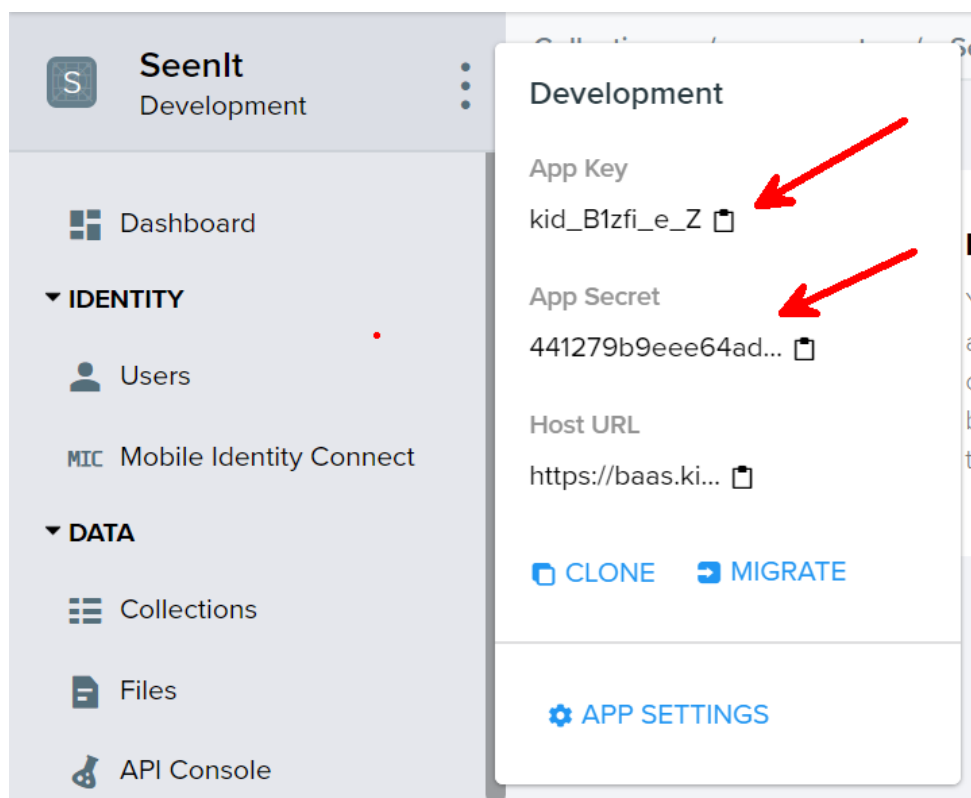 S
SeenIt
Development
Dashboard
IDENTITY
Users
MIC Mobile Identity Connect
DATA
Collections
Files
API Console
Development
App Key
kid_B1zfi_e_Z
App Secret
441279b9eee64ad...
Host URL
https://baas.ki...
CLONE MIGRATE
APP SETTINGS